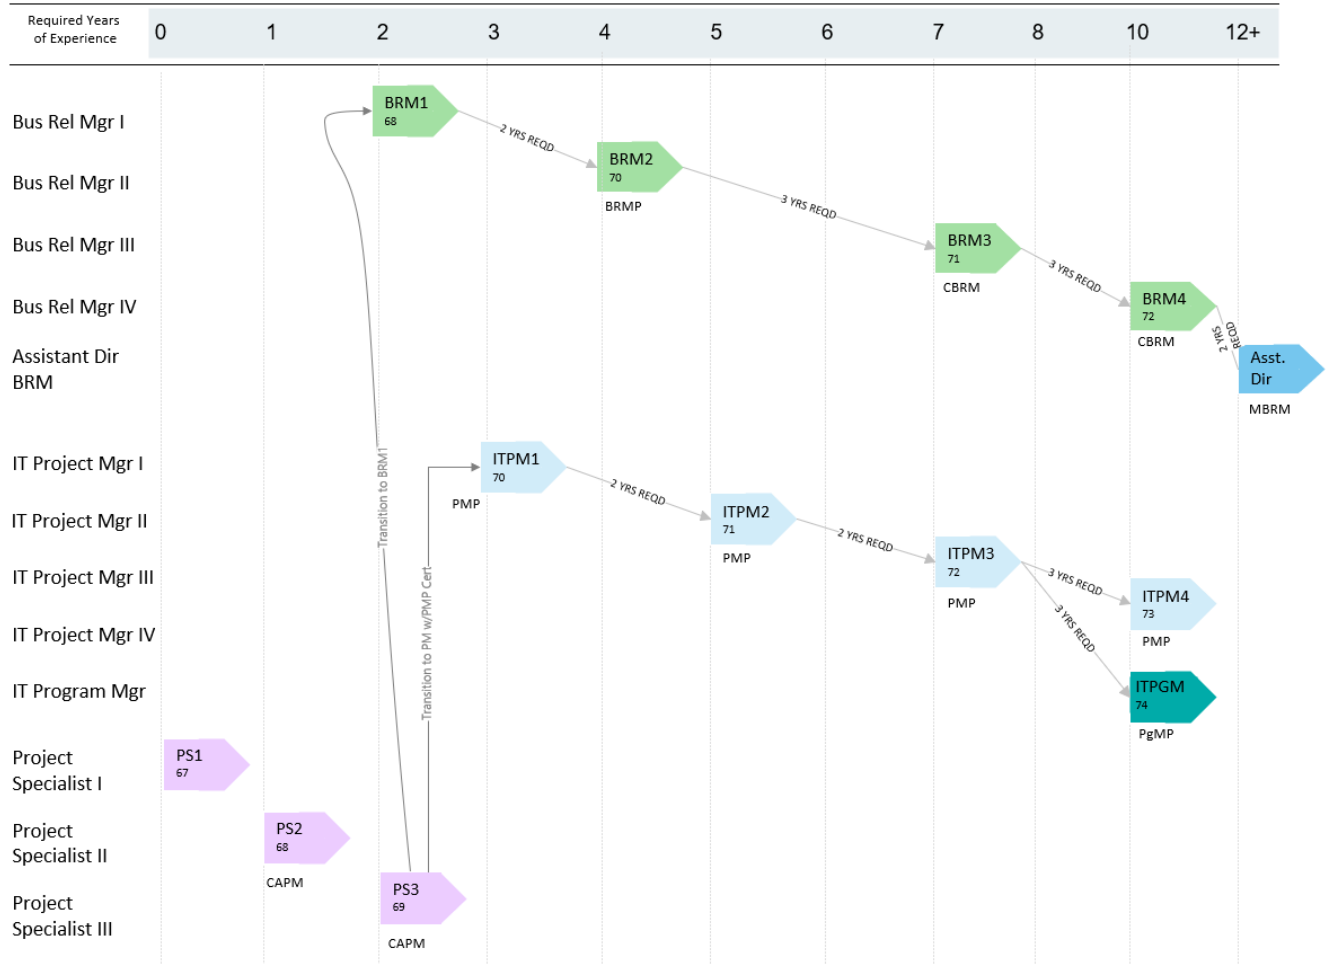 Required Years
of Experience
0 1 2 3 4 5 6 7 8 10 12+
Bus Rel Mgr I
BRM1
68
2 YRS REQD
Bus Rel Mgr II
BRM2
70
BRMP
3 YRS REQD
Bus Rel Mgr III
BRM3
71
CBRM
3 YRS REQD
Bus Rel Mgr IV
BRM4
72
CBRM
2 YRS
REQD
Assistant Dir
BRM
Asst.
Dir
MBRM
Transition to BRM1
IT Project Mgr I
ITPM1
70
PMP
2 YRS REQD
IT Project Mgr II
ITPM2
71
PMP
2 YRS REQD
IT Project Mgr III
ITPM3
72
PMP
3 YRS REQD
3 YRS REQD
ITPM4
73
PMP
IT Project Mgr IV
Transition to PM w/PMP Cert
IT Program Mgr
ITPGM
74
PgMP
Project
Specialist I
PS1
67
Project
Specialist II
PS2
68
CAPM
Project
Specialist III
PS3
69
CAPM